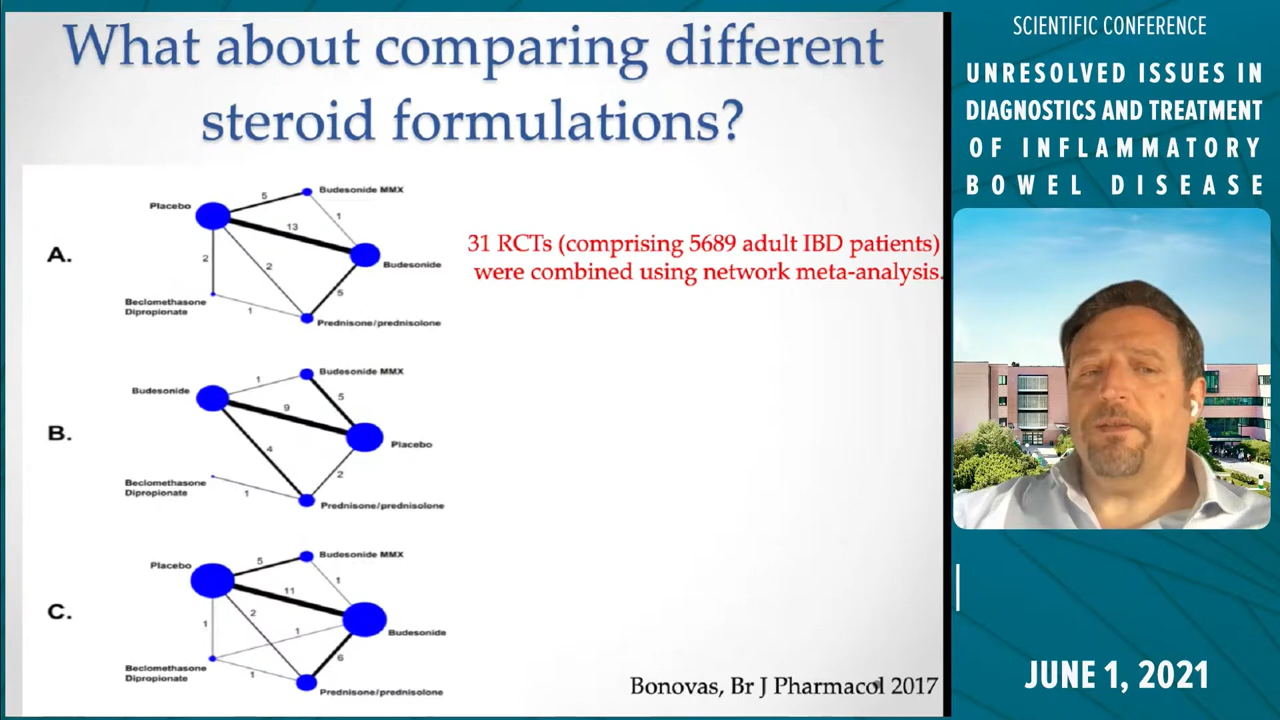 What about comparing different
steroid formulations?
A.
Placebo
5
Budesonide MMX
1
13
Budesonide
2
2
5
Beclomethasone
Dipropionate
1
Prednisone/prednisolone
31 RCTs (comprising 5689 adult IBD patients)
were combined using network meta-analysis.
B.
Budesonide
1
Budesonide MMX
5
9
Placebo
4
2
Beclomethasone
Dipropionate
1
Prednisone/prednisolone
C.
Placebo
5
Budesonide MMX
1
11
2
1
1
Budesonide
6
Beclomethasone
Dipropionate
1
Prednisone/prednisolone
Bonovas, Br J Pharmacol 2017
SCIENTIFIC CONFERENCE
UNRESOLVED ISSUES IN
DIAGNOSTICS AND TREATMENT
OF INFLAMMATORY
BOWEL DISEASE
JUNE 1, 2021